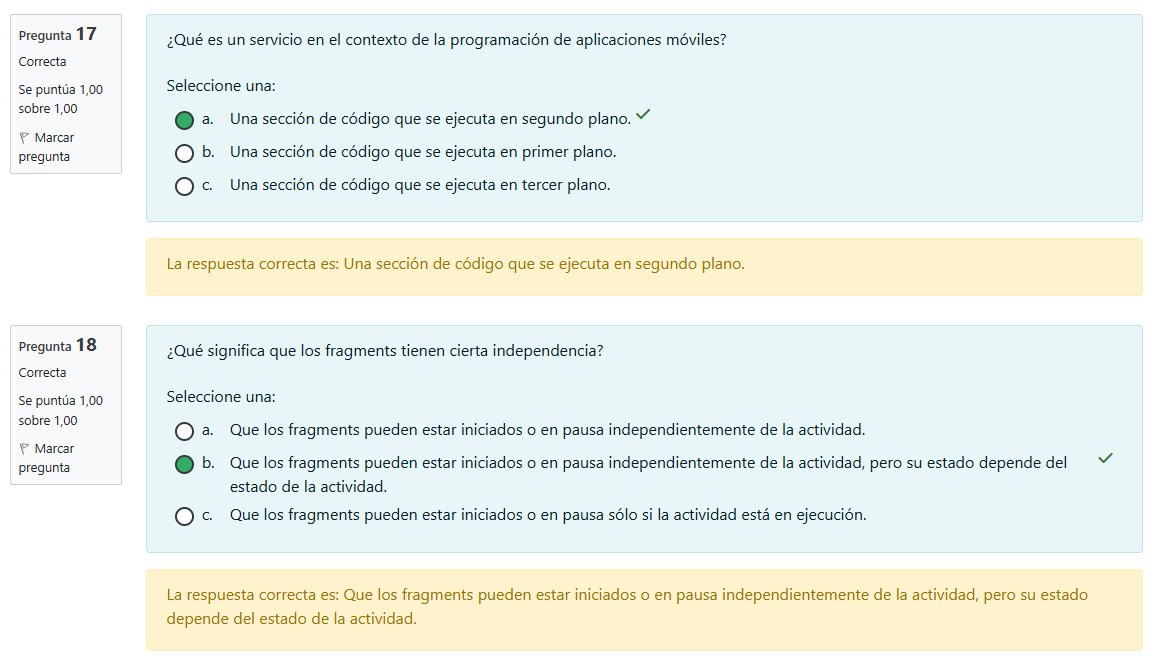 Pregunta 17
Correcta
Se puntúa 1,00
sobre 1,00
Marcar
pregunta
¿Qué es un servicio en el contexto de la programación de aplicaciones móviles?
Seleccione una:
a. Una sección de código que se ejecuta en segundo plano.
b. Una sección de código que se ejecuta en primer plano.
c. Una sección de código que se ejecuta en tercer plano.
La respuesta correcta es: Una sección de código que se ejecuta en segundo plano.
Pregunta 18
Correcta
Se puntúa 1,00
sobre 1,00
Marcar
pregunta
¿Qué significa que los fragments tienen cierta independencia?
Seleccione una:
a. Que los fragments pueden estar iniciados o en pausa independientemente de la actividad.
b. Que los fragments pueden estar iniciados o en pausa independientemente de la actividad, pero su estado depende del
estado de la actividad.
c. Que los fragments pueden estar iniciados o en pausa sólo si la actividad está en ejecución.
La respuesta correcta es: Que los fragments pueden estar iniciados o en pausa independientemente de la actividad, pero su estado
depende del estado de la actividad.